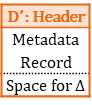 D′: Header
Metadata
Record
Space for Δ